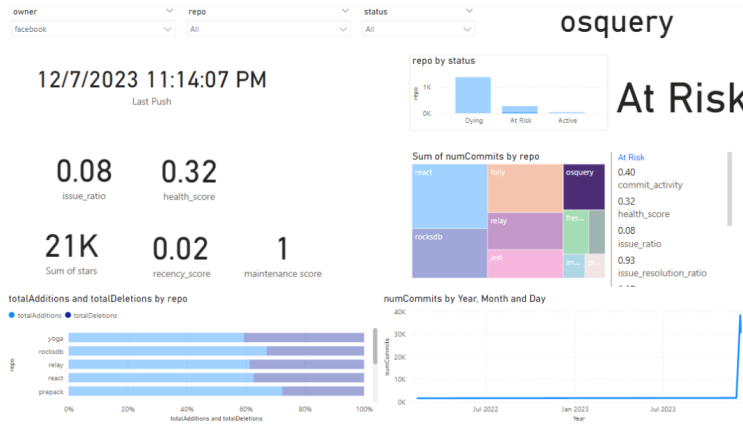 owner
repo
status
facebook
All
All
osquery
12/7/2023 11:14:07 PM
Last Push
repo by status
repo
1K
0K
Dying
At Risk
Active
At Risk
0.08
issue_ratio
0.32
health_score
21K
Sum of stars
0.02
recency_score
1
maintenance score
Sum of numCommits by repo
react
folly
osquery
relay
fres...
rocksdb
jest
im...
At Risk
0.40
commit_activity
0.32
health_score
0.08
issue_ratio
0.93
issue_resolution_ratio
totalAdditions and totalDeletions by repo
totalAdditions
totalDeletions
repo
yoga
rocksdb
relay
react
prepack
0%
20%
40%
60%
80%
100%
totalAdditions and totalDeletions
numCommits by Year, Month and Day
numCommits
40K
30K
20K
10K
0K
Jul 2022
Jan 2023
Jul 2023
Year